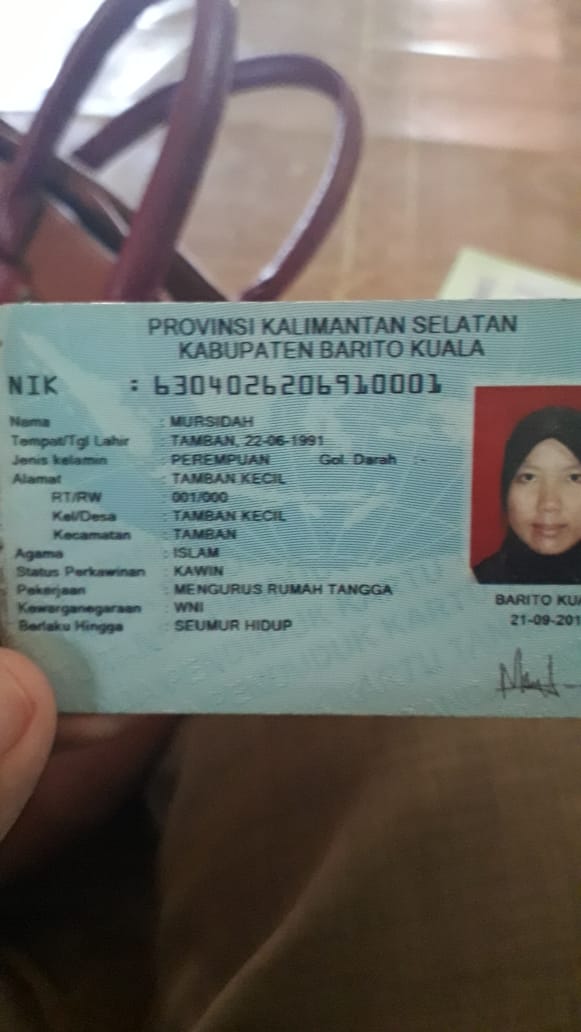 PROVINSI KALIMANTAN SELATAN
KABUPATEN BARITO KUALA
NIK : 6304026206910001
Nama : MURSIDAH
Tempat/Tgl Lahir : TAMBAN, 22-06-1991
Jenis kelamin : PEREMPUAN Gol. Darah : -
Alamat : TAMBAN KECIL
RT/RW : 001/000
Kel/Desa : TAMBAN KECIL
Kecamatan : TAMBAN
Agama : ISLAM
Status Perkawinan : KAWIN
Pekerjaan : MENGURUS RUMAH TANGGA
Kewarganegaraan : WNI
Berlaku Hingga : SEUMUR HIDUP
BARITO KUA
21-09-201